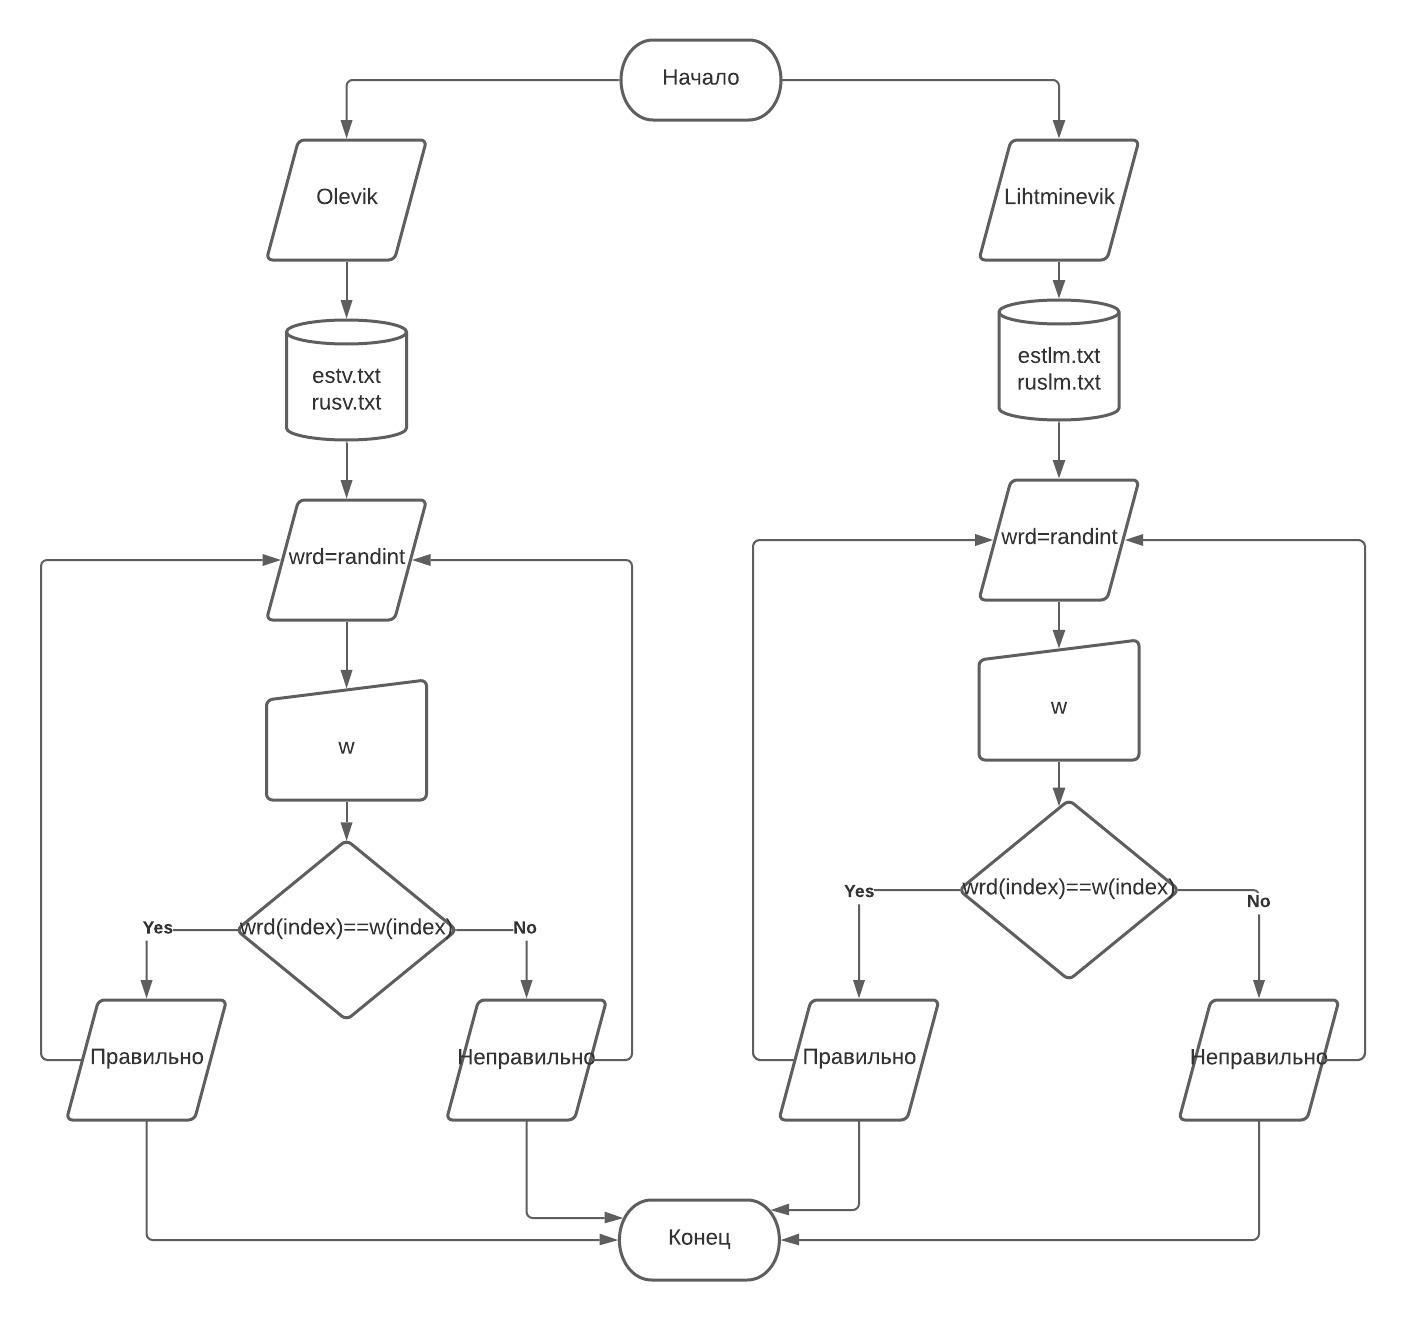 Начало
Olevik
Lihtminevik
estv.txt
rusv.txt
estlm.txt
ruslm.txt
wrd=randint
wrd=randint
w
w
wrd(index)==w(index)
Yes
No
wrd(index)==w(index)
Yes
No
Правильно
Неправильно
Правильно
Неправильно
Конец